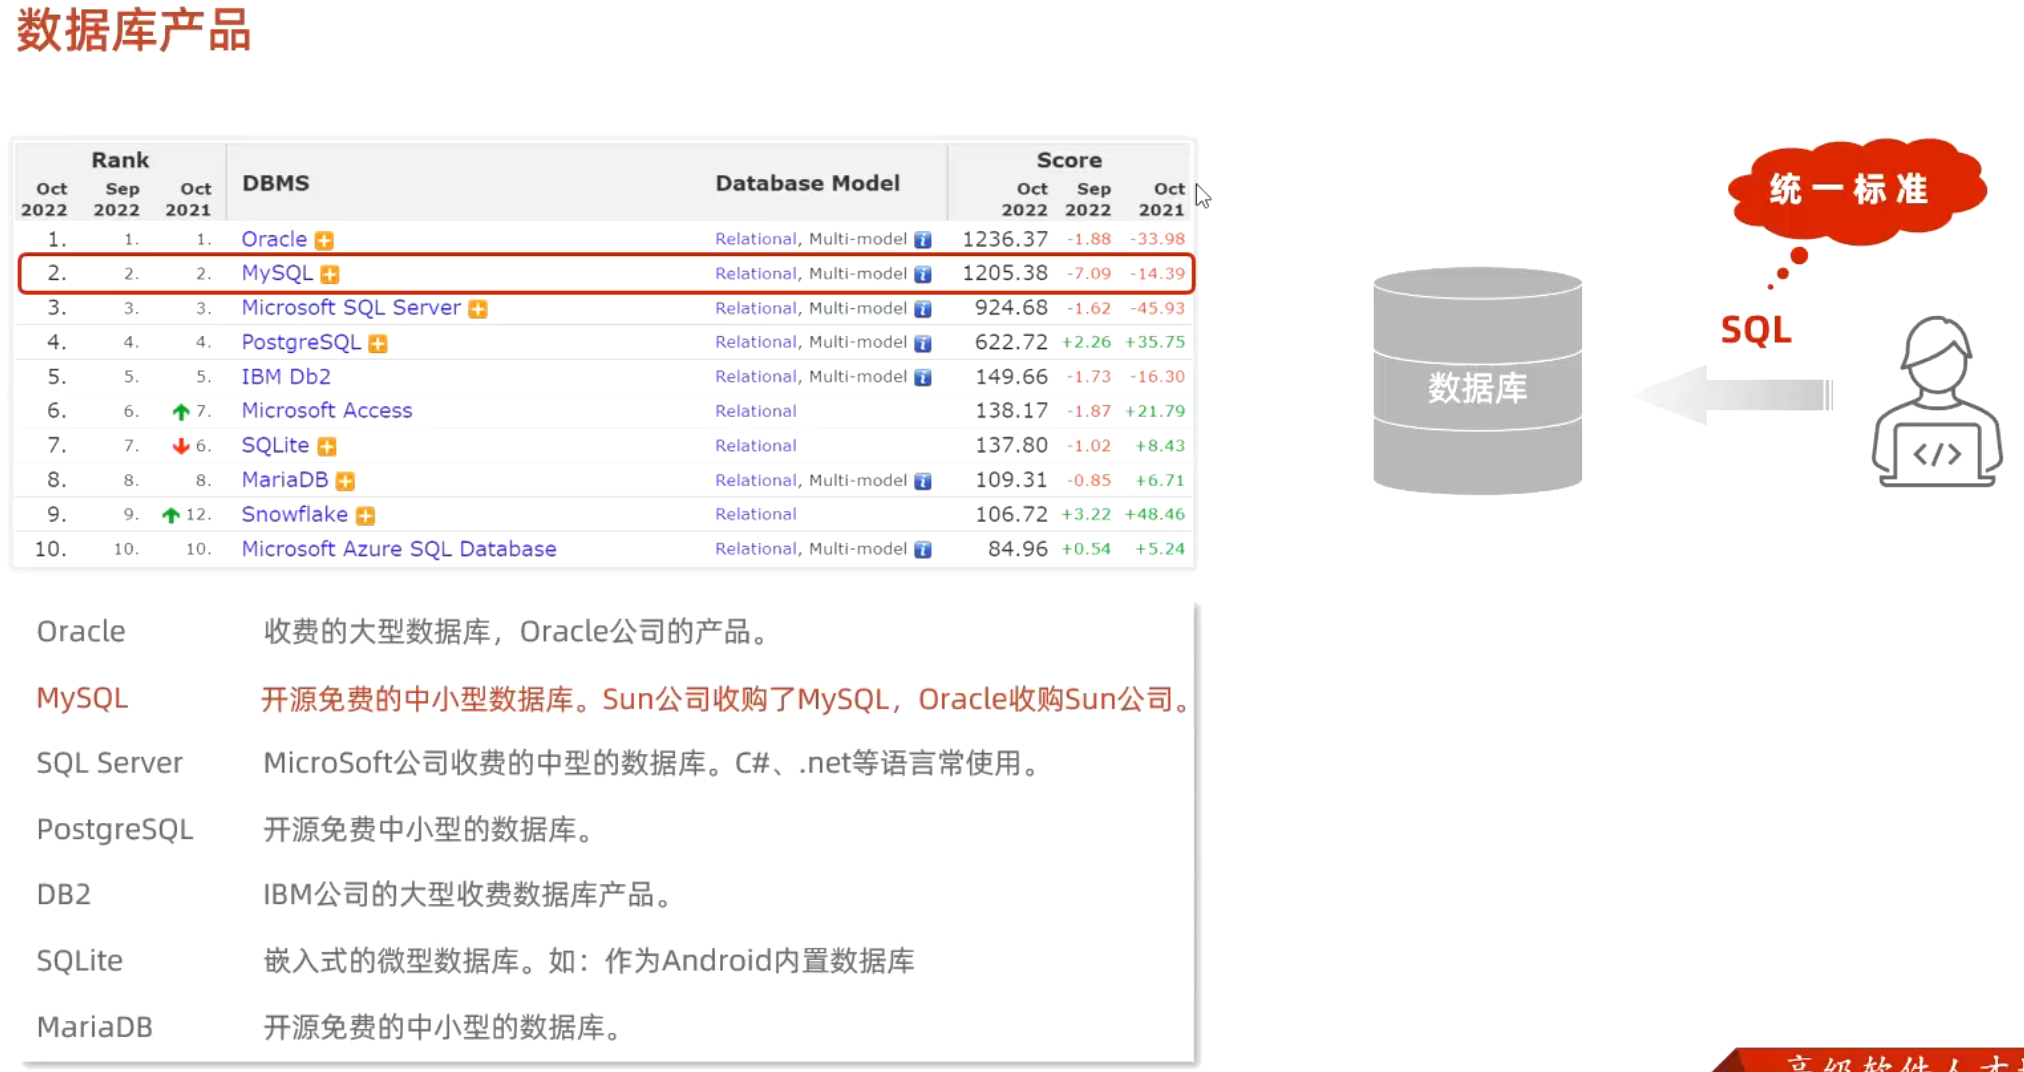 数据库产品
Rank Score
Oct Sep Oct DBMS Database Model Oct Sep Oct
2022 2022 2021 2022 2022 2021
1. 1. 1. Oracle Relational, Multi-model 1236.37 -1.88 -33.98
2. 2. 2. MySQL Relational, Multi-model 1205.38 -7.09 -14.39
3. 3. 3. Microsoft SQL Server Relational, Multi-model 924.68 -1.62 -45.93
4. 4. 4. PostgreSQL Relational, Multi-model 622.72 +2.26 +35.75
5. 5. 5. IBM Db2 Relational, Multi-model 149.66 -1.73 -16.30
6. 6. 7. Microsoft Access Relational 138.17 -1.87 +21.79
7. 7. 6. SQLite Relational 137.80 -1.02 +8.43
8. 8. 8. MariaDB Relational, Multi-model 109.31 -0.85 +6.71
9. 9. 12. Snowflake Relational 106.72 +3.22 +48.46
10. 10. 10. Microsoft Azure SQL Database Relational, Multi-model 84.96 +0.54 +5.24
统一标准
SQL
数据库
</>
Oracle 收费的大型数据库，Oracle公司的产品。
MySQL 开源免费的中小型数据库。Sun公司收购了MySQL，Oracle收购Sun公司。
SQL Server MicroSoft公司收费的中型的数据库。C#、.net等语言常使用。
PostgreSQL 开源免费中小型的数据库。
DB2 IBM公司的大型收费数据库产品。
SQLite 嵌入式的微型数据库。如：作为Android内置数据库
MariaDB 开源免费的中小型的数据库。
高级软件人才